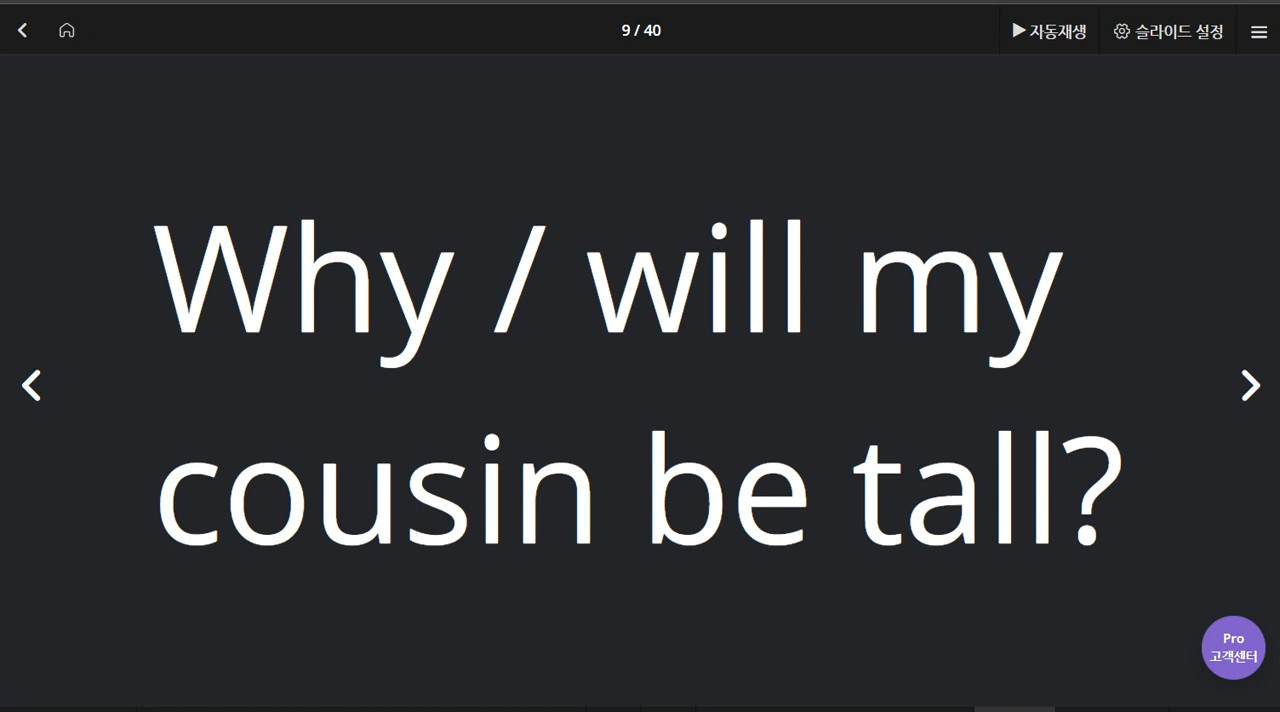 9 / 40
▶ 자동재생
슬라이드 설정
Why / will my
cousin be tall?
Pro
고객센터